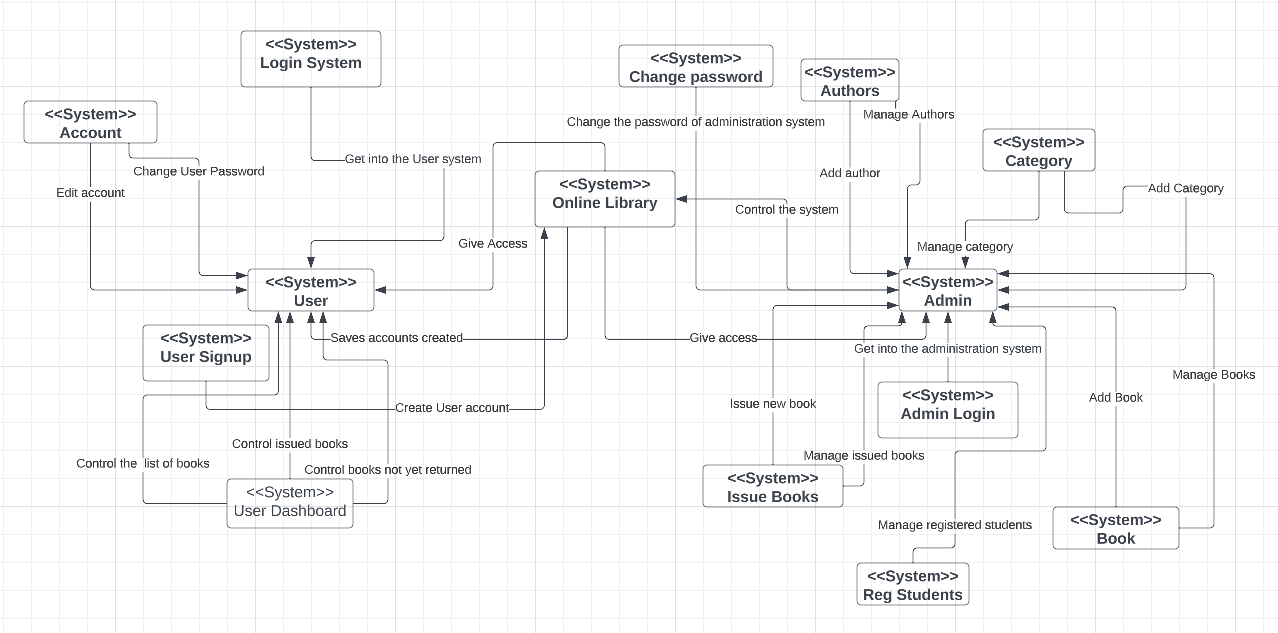 <<System>>
Login System
<<System>>
Change password
<<System>>
Authors
<<System>>
Account
Manage Authors
Change the password of administration system
<<System>>
Category
Get into the User system
Change User Password
Add author
<<System>>
Online Library
Add Category
Edit account
Control the system
Give Access
Manage category
<<System>>
User
<<System>>
Admin
Saves accounts created
Give access
<<System>>
User Signup
Get into the administration system
Manage Books
<<System>>
Admin Login
Add Book
Issue new book
Create User account
Control issued books
Manage issued books
Control the  list of books
Control books not yet returned
<<System>>
Issue Books
<<System>>
User Dashboard
Manage registered students
<<System>>
Book
<<System>>
Reg Students